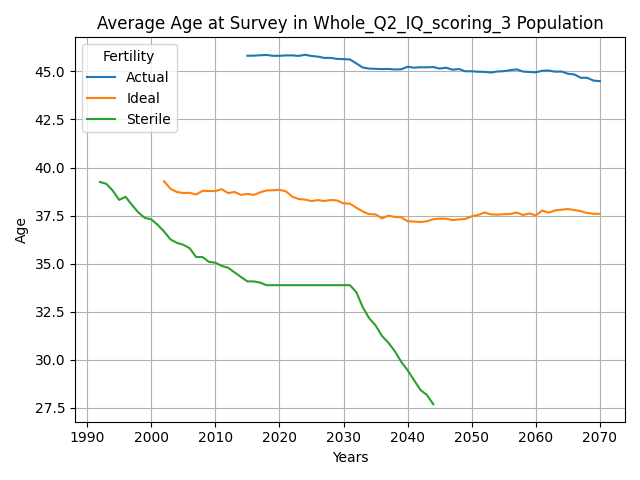 Average Age at Survey in Whole_Q2_IQ_scoring_3 Population
Fertility
Actual
Ideal
Sterile
Age
45.0
42.5
40.0
37.5
35.0
32.5
30.0
27.5
1990 2000 2010 2020 2030 2040 2050 2060 2070
Years